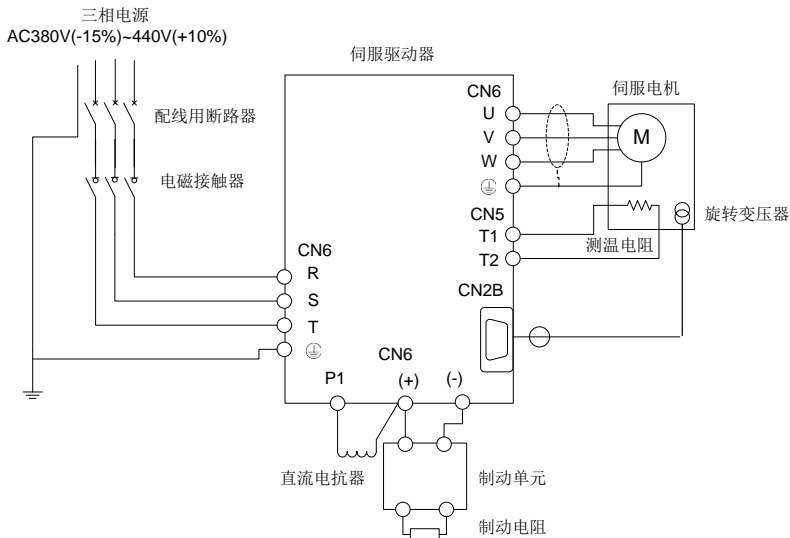 三相电源
AC380V(-15%)~440V(+10%)
伺服驱动器
配线用断路器
电磁接触器
CN6
U
V
W
伺服电机
M
CN5
T1
T2
测温电阻
旋转变压器
CN2B
CN6
R
S
T
CN6
P1
(+)
(-)
直流电抗器
制动单元
制动电阻